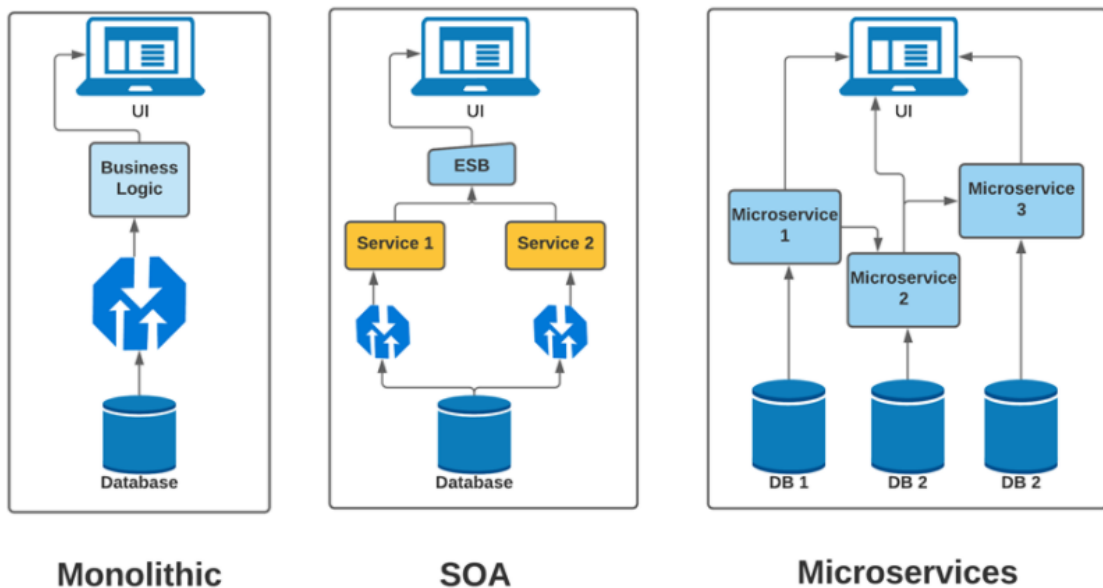 UI
Business
Logic
Database
Monolithic
UI
ESB
Service 1
Service 2
Database
SOA
UI
Microservice
1
Microservice
2
Microservice
3
DB 1
DB 2
DB 2
Microservices